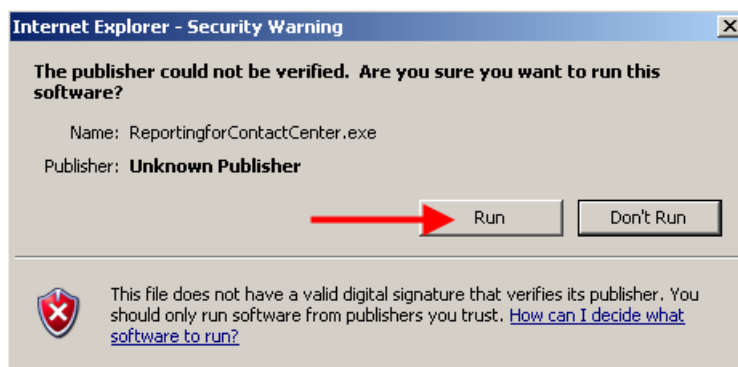 Internet Explorer - Security Warning
The publisher could not be verified. Are you sure you want to run this
software?
Name: ReportingforContactCenter.exe
Publisher: Unknown Publisher
Run Don't Run
This file does not have a valid digital signature that verifies its publisher. You
should only run software from publishers you trust. How can I decide what
software to run?